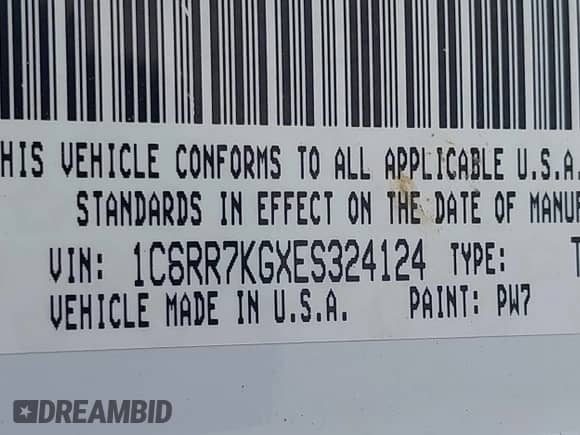 HIS VEHICLE CONFORMS TO ALL APPLICABLE U.S.A.
STANDARDS IN EFFECT ON THE DATE OF MANUF
VIN: 1C6RR7KGXES324124 TYPE: T
VEHICLE MADE IN U.S.A. PAINT: PW7
DREAMBID